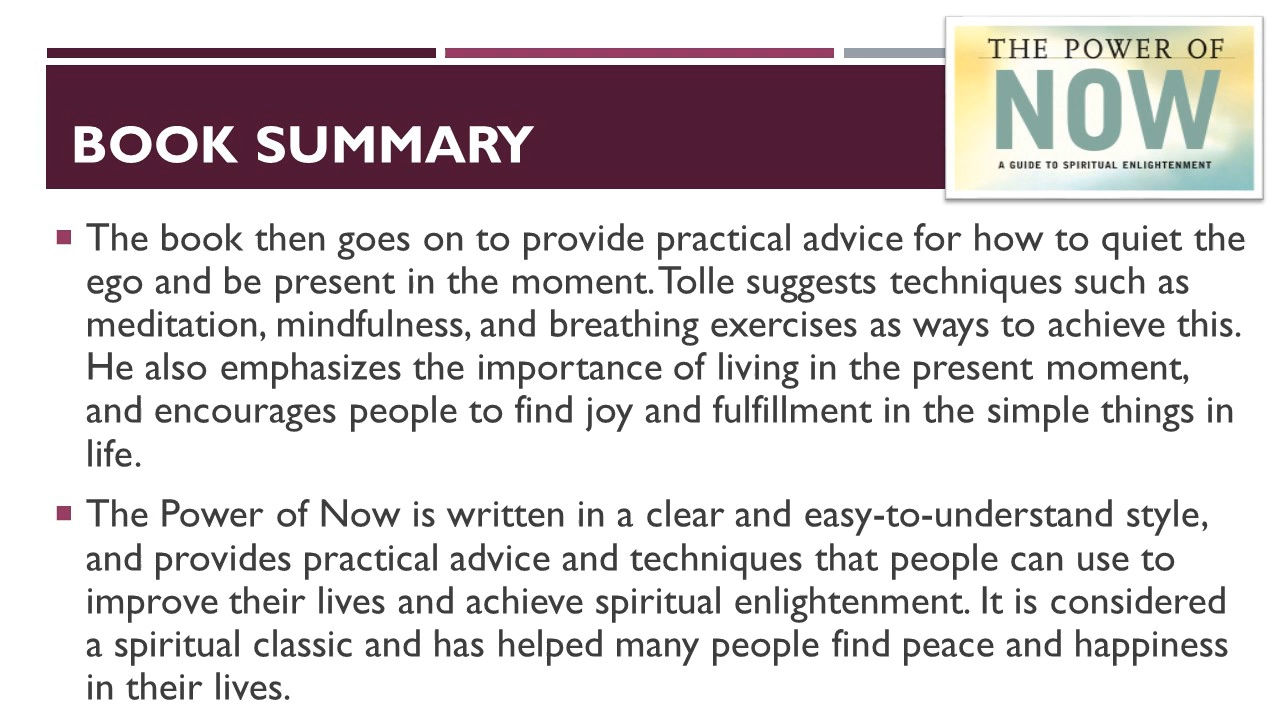 THE POWER OF
NOW
A GUIDE TO SPIRITUAL ENLIGHTENMENT
BOOK SUMMARY
The book then goes on to provide practical advice for how to quiet the
ego and be present in the moment. Tolle suggests techniques such as
meditation, mindfulness, and breathing exercises as ways to achieve this.
He also emphasizes the importance of living in the present moment,
and encourages people to find joy and fulfillment in the simple things in
life.
The Power of Now is written in a clear and easy-to-understand style,
and provides practical advice and techniques that people can use to
improve their lives and achieve spiritual enlightenment. It is considered
a spiritual classic and has helped many people find peace and happiness
in their lives.